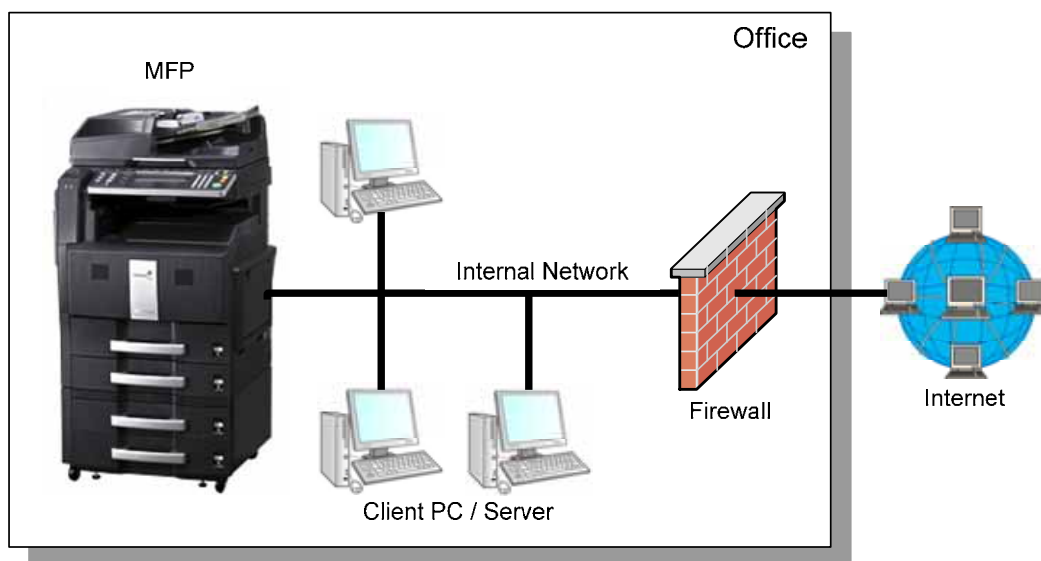 Office
MFP
Internal Network
Firewall
Internet
Client PC / Server